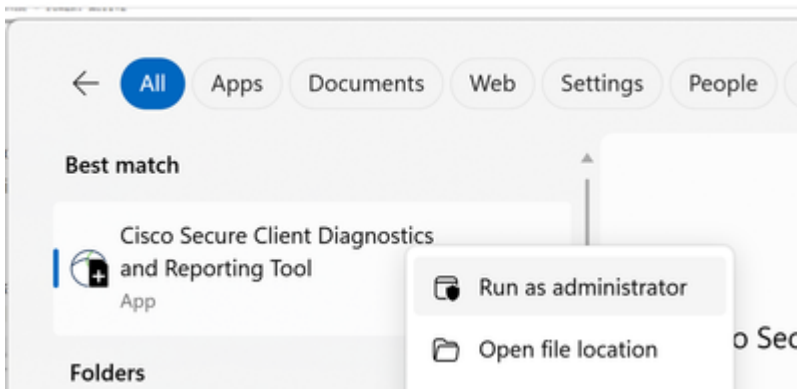 All Apps Documents Web Settings People
Best match
Cisco Secure Client Diagnostics
and Reporting Tool
App
Run as administrator
Open file location
Folders